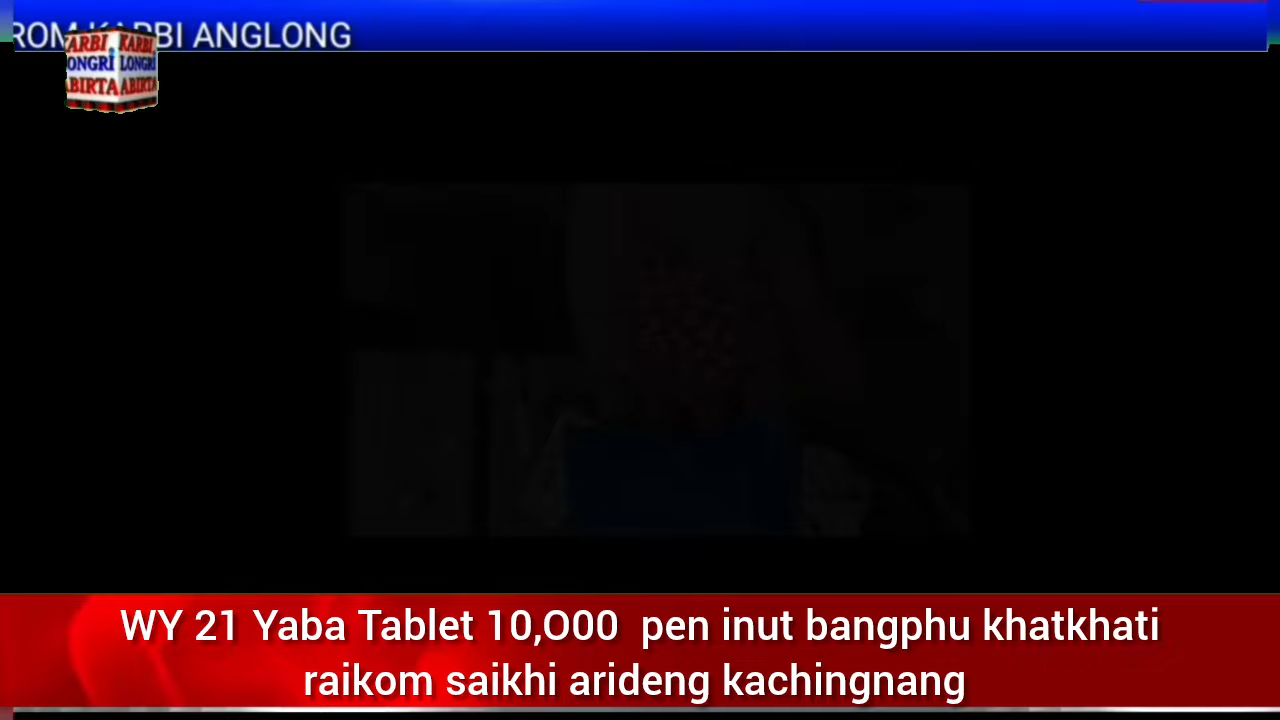 ROM KARBI ANGLONG
KARBI KARBI
LONGRI LONGRI
ABIRTA ABIRTA
WY 21 Yaba Tablet 10,O00 pen inut bangphu khatkhati
raikom saikhi arideng kachingnang